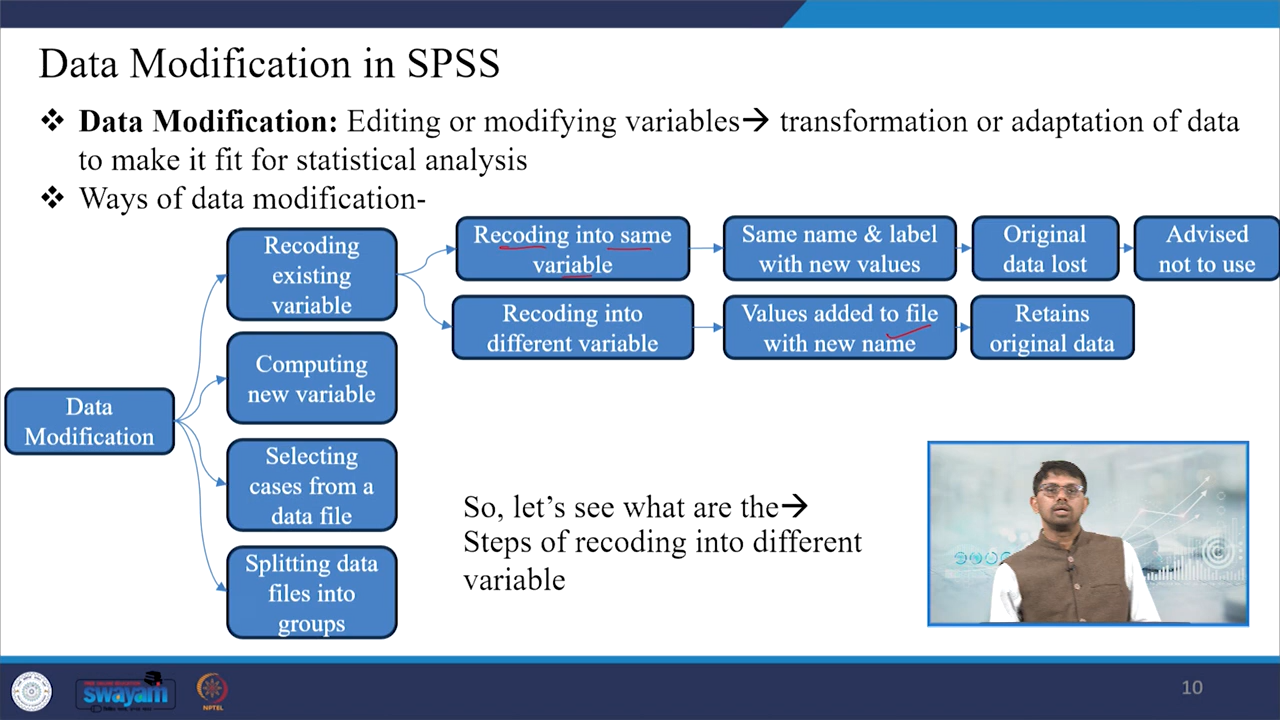 Data Modification in SPSS
❖ Data Modification: Editing or modifying variables→ transformation or adaptation of data
to make it fit for statistical analysis
❖ Ways of data modification-
Data
Modification
Recoding
existing
variable
Recoding into same
variable
Same name & label
with new values
Original
data lost
Advised
not to use
Recoding into
different variable
Values added to file
with new name
Retains
original data
Computing
new variable
Selecting
cases from a
data file
Splitting data
files into
groups
So, let’s see what are the→
Steps of recoding into different
variable
swayam
NPTEL
10